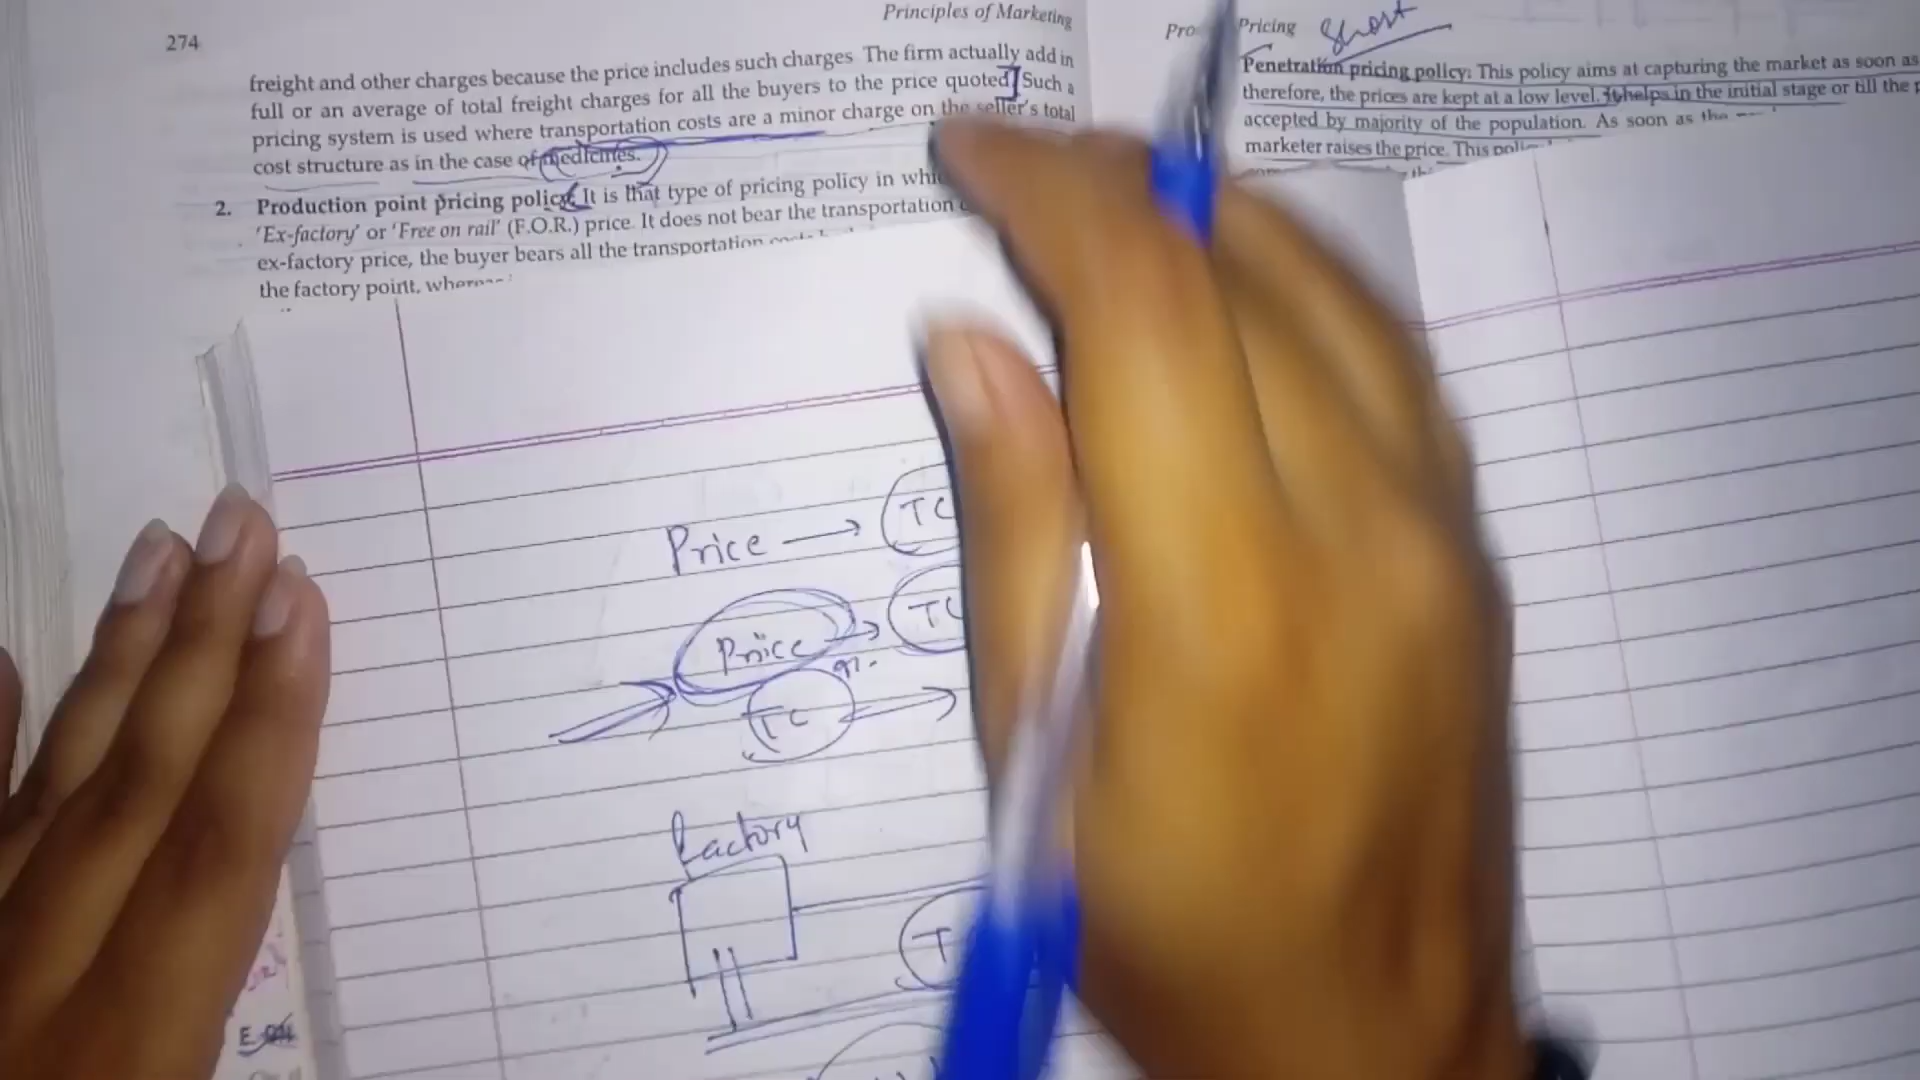 274
Principles of Marketing
freight and other charges because the price includes such charges The firm actually add in
full or an average of total freight charges for all the buyers to the price quoted] Such a
pricing system is used where transportation costs are a minor charge on the seller's total
cost structure as in the case of medicines.
2. Production point pricing policy. It is that type of pricing policy in
'Ex-factory' or 'Free on rail' (F.O.R.) price. It does not bear the transportation
ex-factory price, the buyer bears all the transportation
the factory point,
Pricing
Short
Penetration pricing policy: This policy aims at capturing the market as soon as
therefore, the prices are kept at a low level. It helps in the initial stage or till the
accepted by majority of the population. As soon as the
marketer raises the price. This
Price → TC
Price → TC
TC →
factory
T